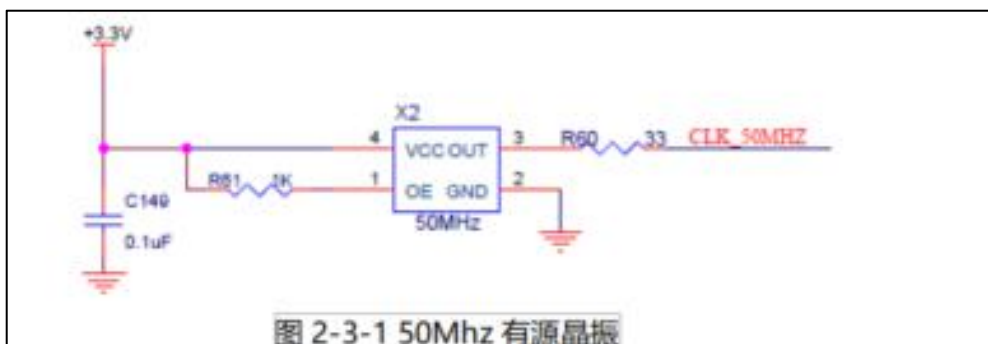 +3.3V
X2
4 VCC OUT 3 R60 33 CLK_50MHZ
R61 1K 1 OE GND 2
C149
50MHz
0.1uF
图 2-3-1 50Mhz 有源晶振